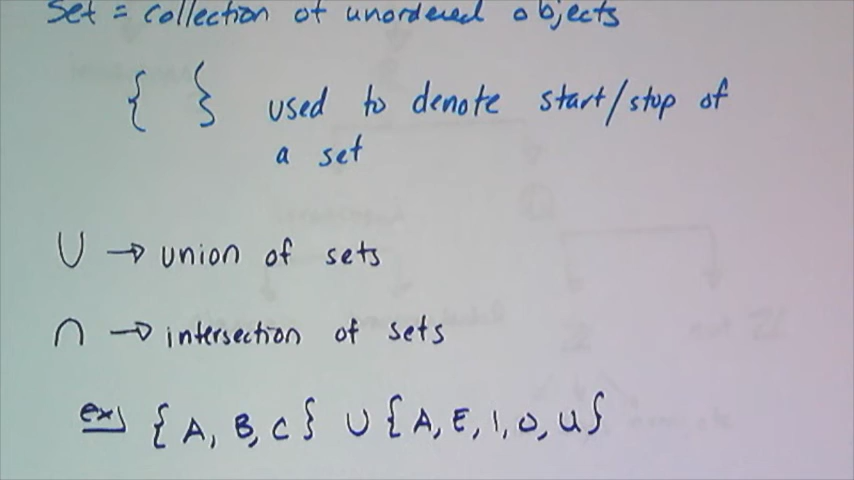 Set = collection of unordered objects
{ } used to denote start/stop of
a set
∪ → union of sets
∩ → intersection of sets
ex) {A, B, C} ∪ {A, E, I, O, U}